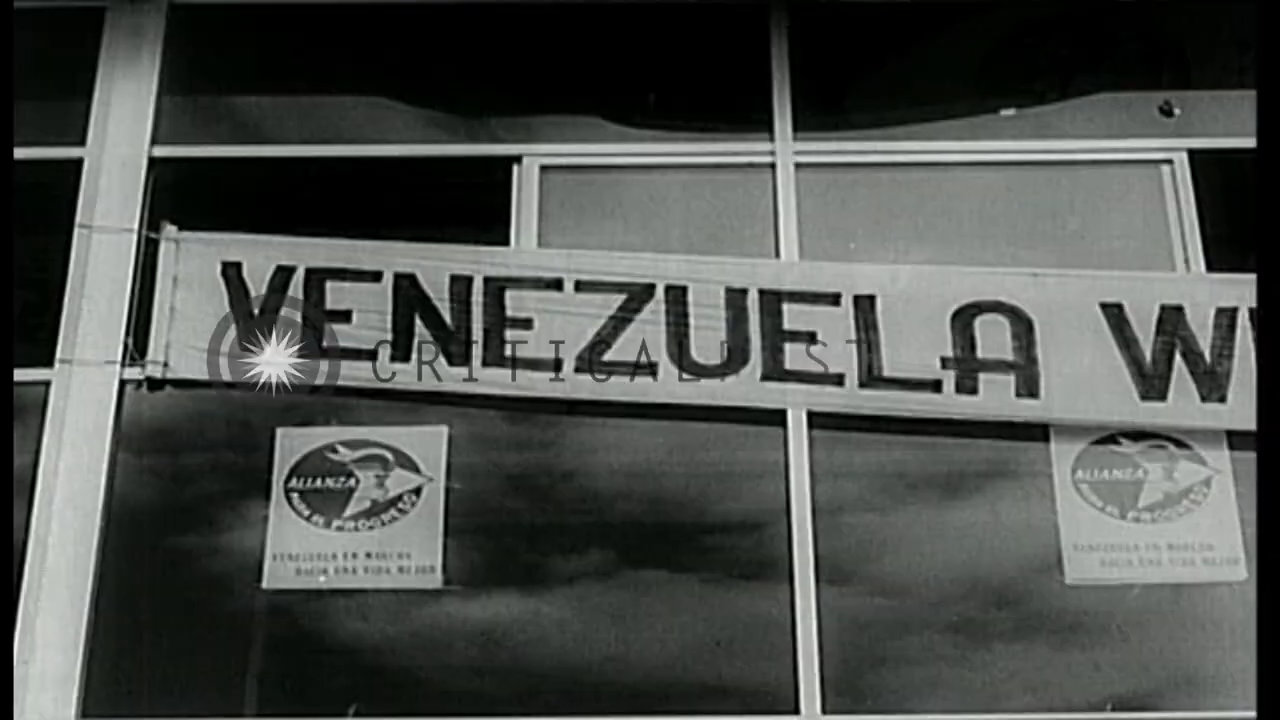 VENEZUELA W
CRITICALPAST
ALIANZA
PARA EL PROGRESO
VENEZUELA EN MARCHA
HACIA UNA VIDA MEJOR
ALIANZA
PARA EL PROGRESO
VENEZUELA EN MARCHA
HACIA UNA VIDA MEJOR